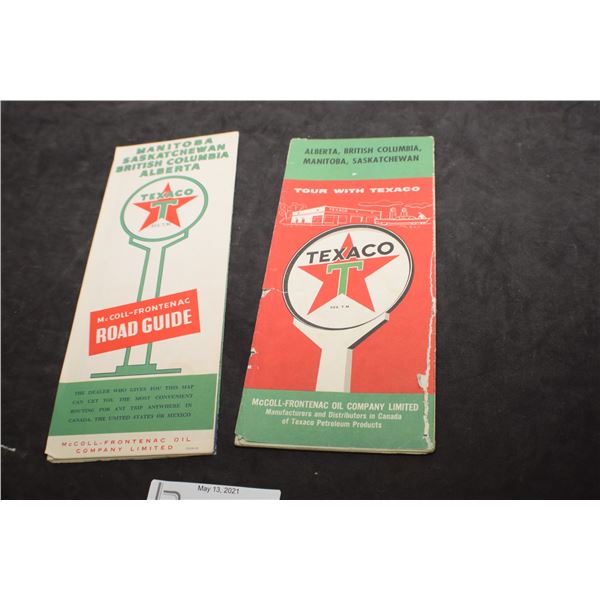 MANITOBA
SASKATCHEWAN
BRITISH COLUMBIA
ALBERTA
TEXACO
T
REG. T-M.
McCOLL-FRONTENAC
ROAD GUIDE
THE DEALER WHO GIVES YOU THIS MAP
CAN GET YOU THE MOST CONVENIENT
ROUTING FOR ANY TRIP ANYWHERE IN
CANADA, THE UNITED STATES OR MEXICO
McCOLL-FRONTENAC OIL
COMPANY LIMITED
ALBERTA, BRITISH COLUMBIA,
MANITOBA, SASKATCHEWAN
TOUR WITH TEXACO
TEXACO
TEXACO
T
REG. T-M.
McCOLL-FRONTENAC OIL COMPANY LIMITED
Manufacturers and Distributors in Canada
of Texaco Petroleum Products
May 13, 2021